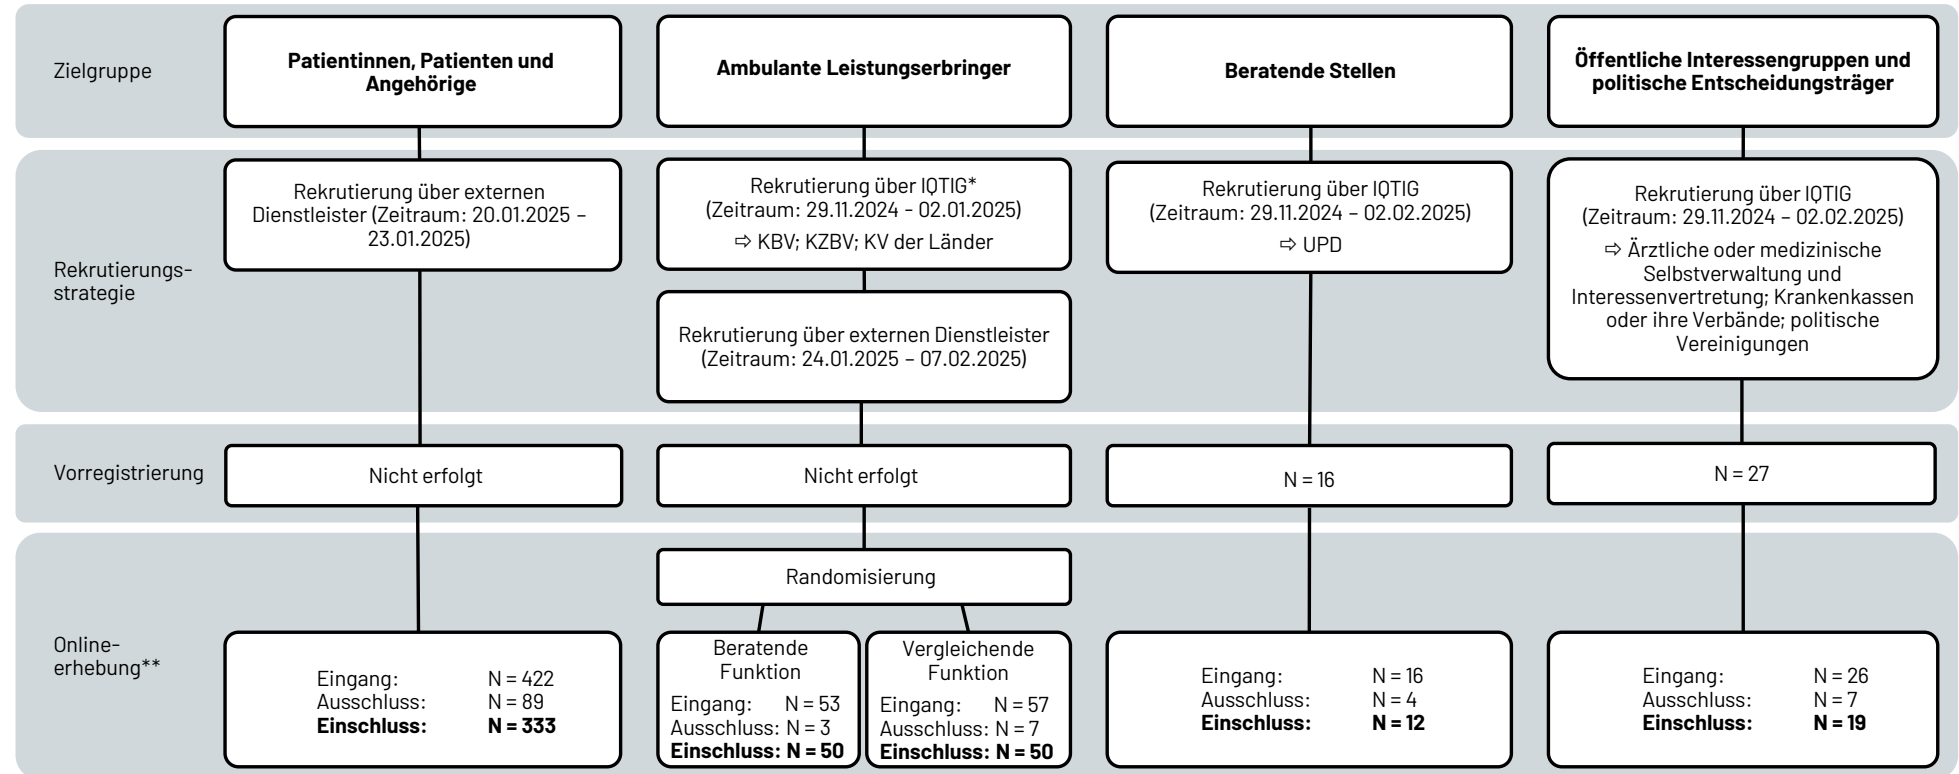 Zielgruppe
Patientinnen, Patienten und
Angehörige
Ambulante Leistungserbringer
Beratende Stellen
Öffentliche Interessengruppen und
politische Entscheidungsträger
Rekrutierungs-
strategie
Rekrutierung über externen
Dienstleister (Zeitraum: 20.01.2025 –
23.01.2025)
Rekrutierung über IQTIG*
(Zeitraum: 29.11.2024 - 02.01.2025)
⇨ KBV; KZBV; KV der Länder
Rekrutierung über externen Dienstleister
(Zeitraum: 24.01.2025 – 07.02.2025)
Rekrutierung über IQTIG
(Zeitraum: 29.11.2024 – 02.02.2025)
⇨ UPD
Rekrutierung über IQTIG
(Zeitraum: 29.11.2024 – 02.02.2025)
⇨ Ärztliche oder medizinische
Selbstverwaltung und
Interessenvertretung; Krankenkassen
oder ihre Verbände; politische
Vereinigungen
Vorregistrierung
Nicht erfolgt
Nicht erfolgt
N = 16
N = 27
Online-
erhebung**
Eingang: N = 422
Ausschluss: N = 89
Einschluss: N = 333
Randomisierung
Beratende
Funktion
Eingang: N = 53
Ausschluss: N = 3
Einschluss: N = 50
Vergleichende
Funktion
Eingang: N = 57
Ausschluss: N = 7
Einschluss: N = 50
Eingang: N = 16
Ausschluss: N = 4
Einschluss: N = 12
Eingang: N = 26
Ausschluss: N = 7
Einschluss: N = 19